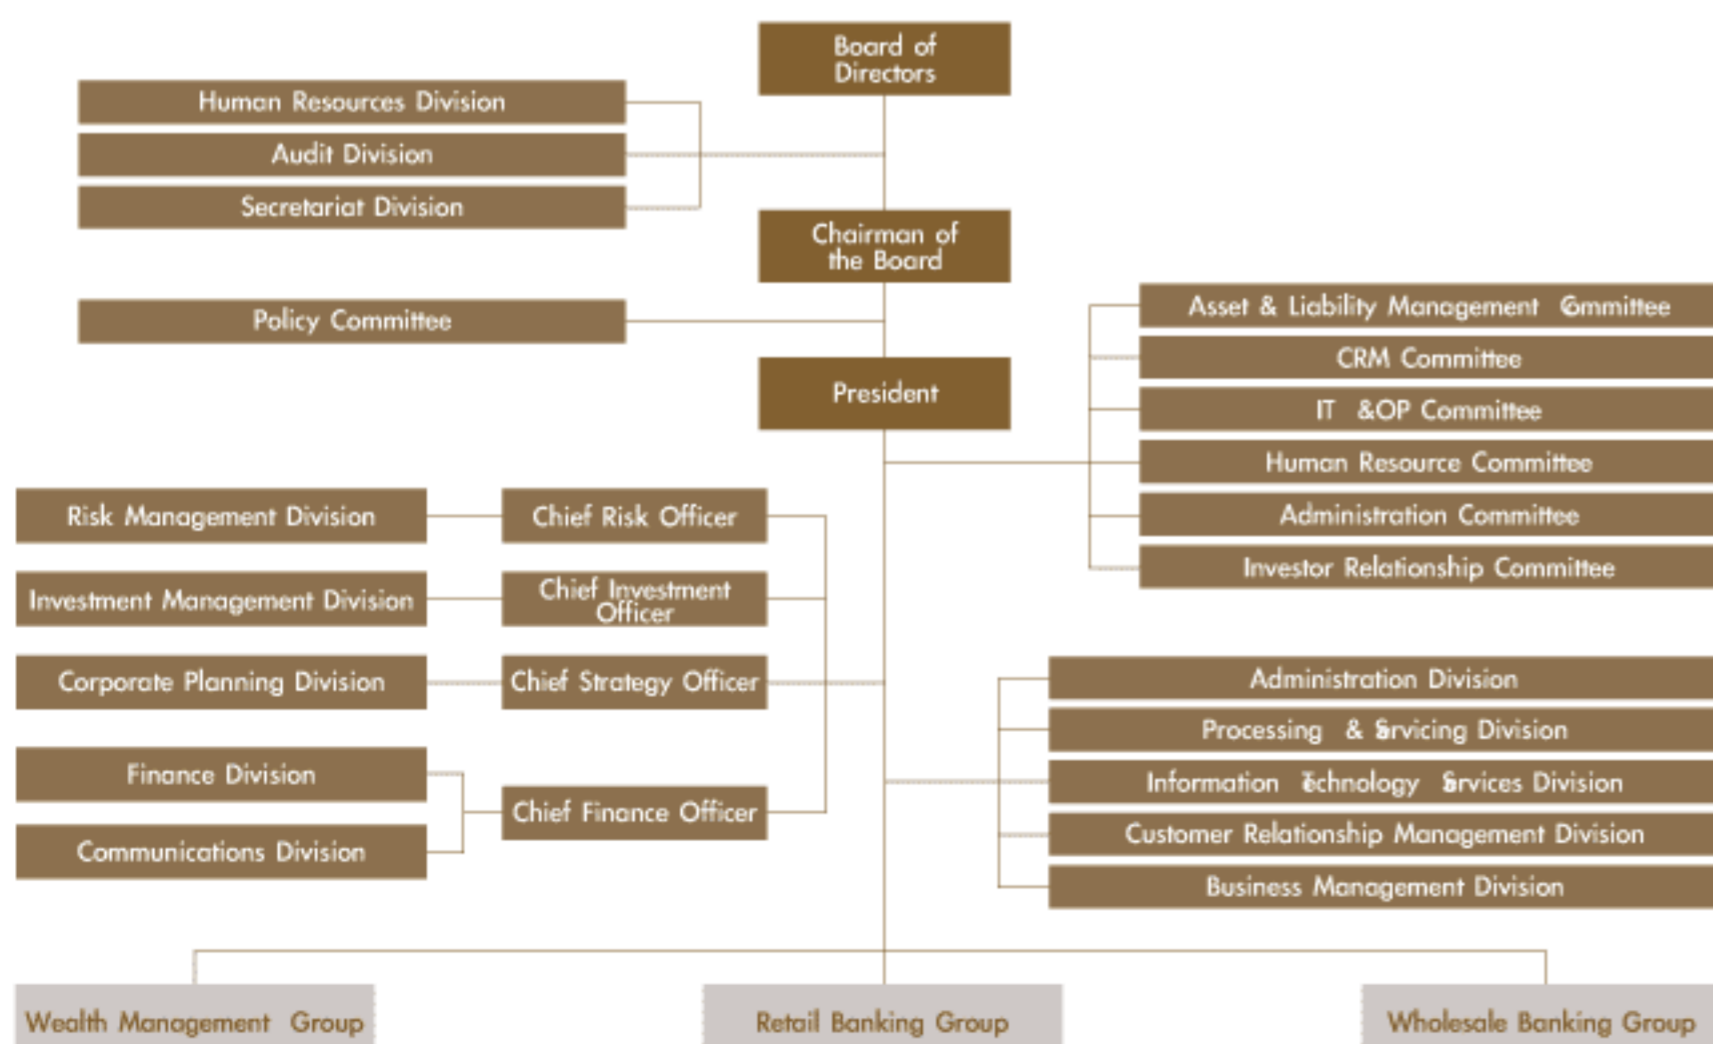 Board of
Directors
Human Resources Division
Audit Division
Secretariat Division
Chairman of
the Board
Policy Committee
President
Asset & Liability Management Committee
CRM Committee
IT &OP Committee
Human Resource Committee
Administration Committee
Investor Relationship Committee
Risk Management Division
Chief Risk Officer
Investment Management Division
Chief Investment
Officer
Corporate Planning Division
Chief Strategy Officer
Finance Division
Chief Finance Officer
Communications Division
Administration Division
Processing & Servicing Division
Information Technology Services Division
Customer Relationship Management Division
Business Management Division
Wealth Management Group
Retail Banking Group
Wholesale Banking Group